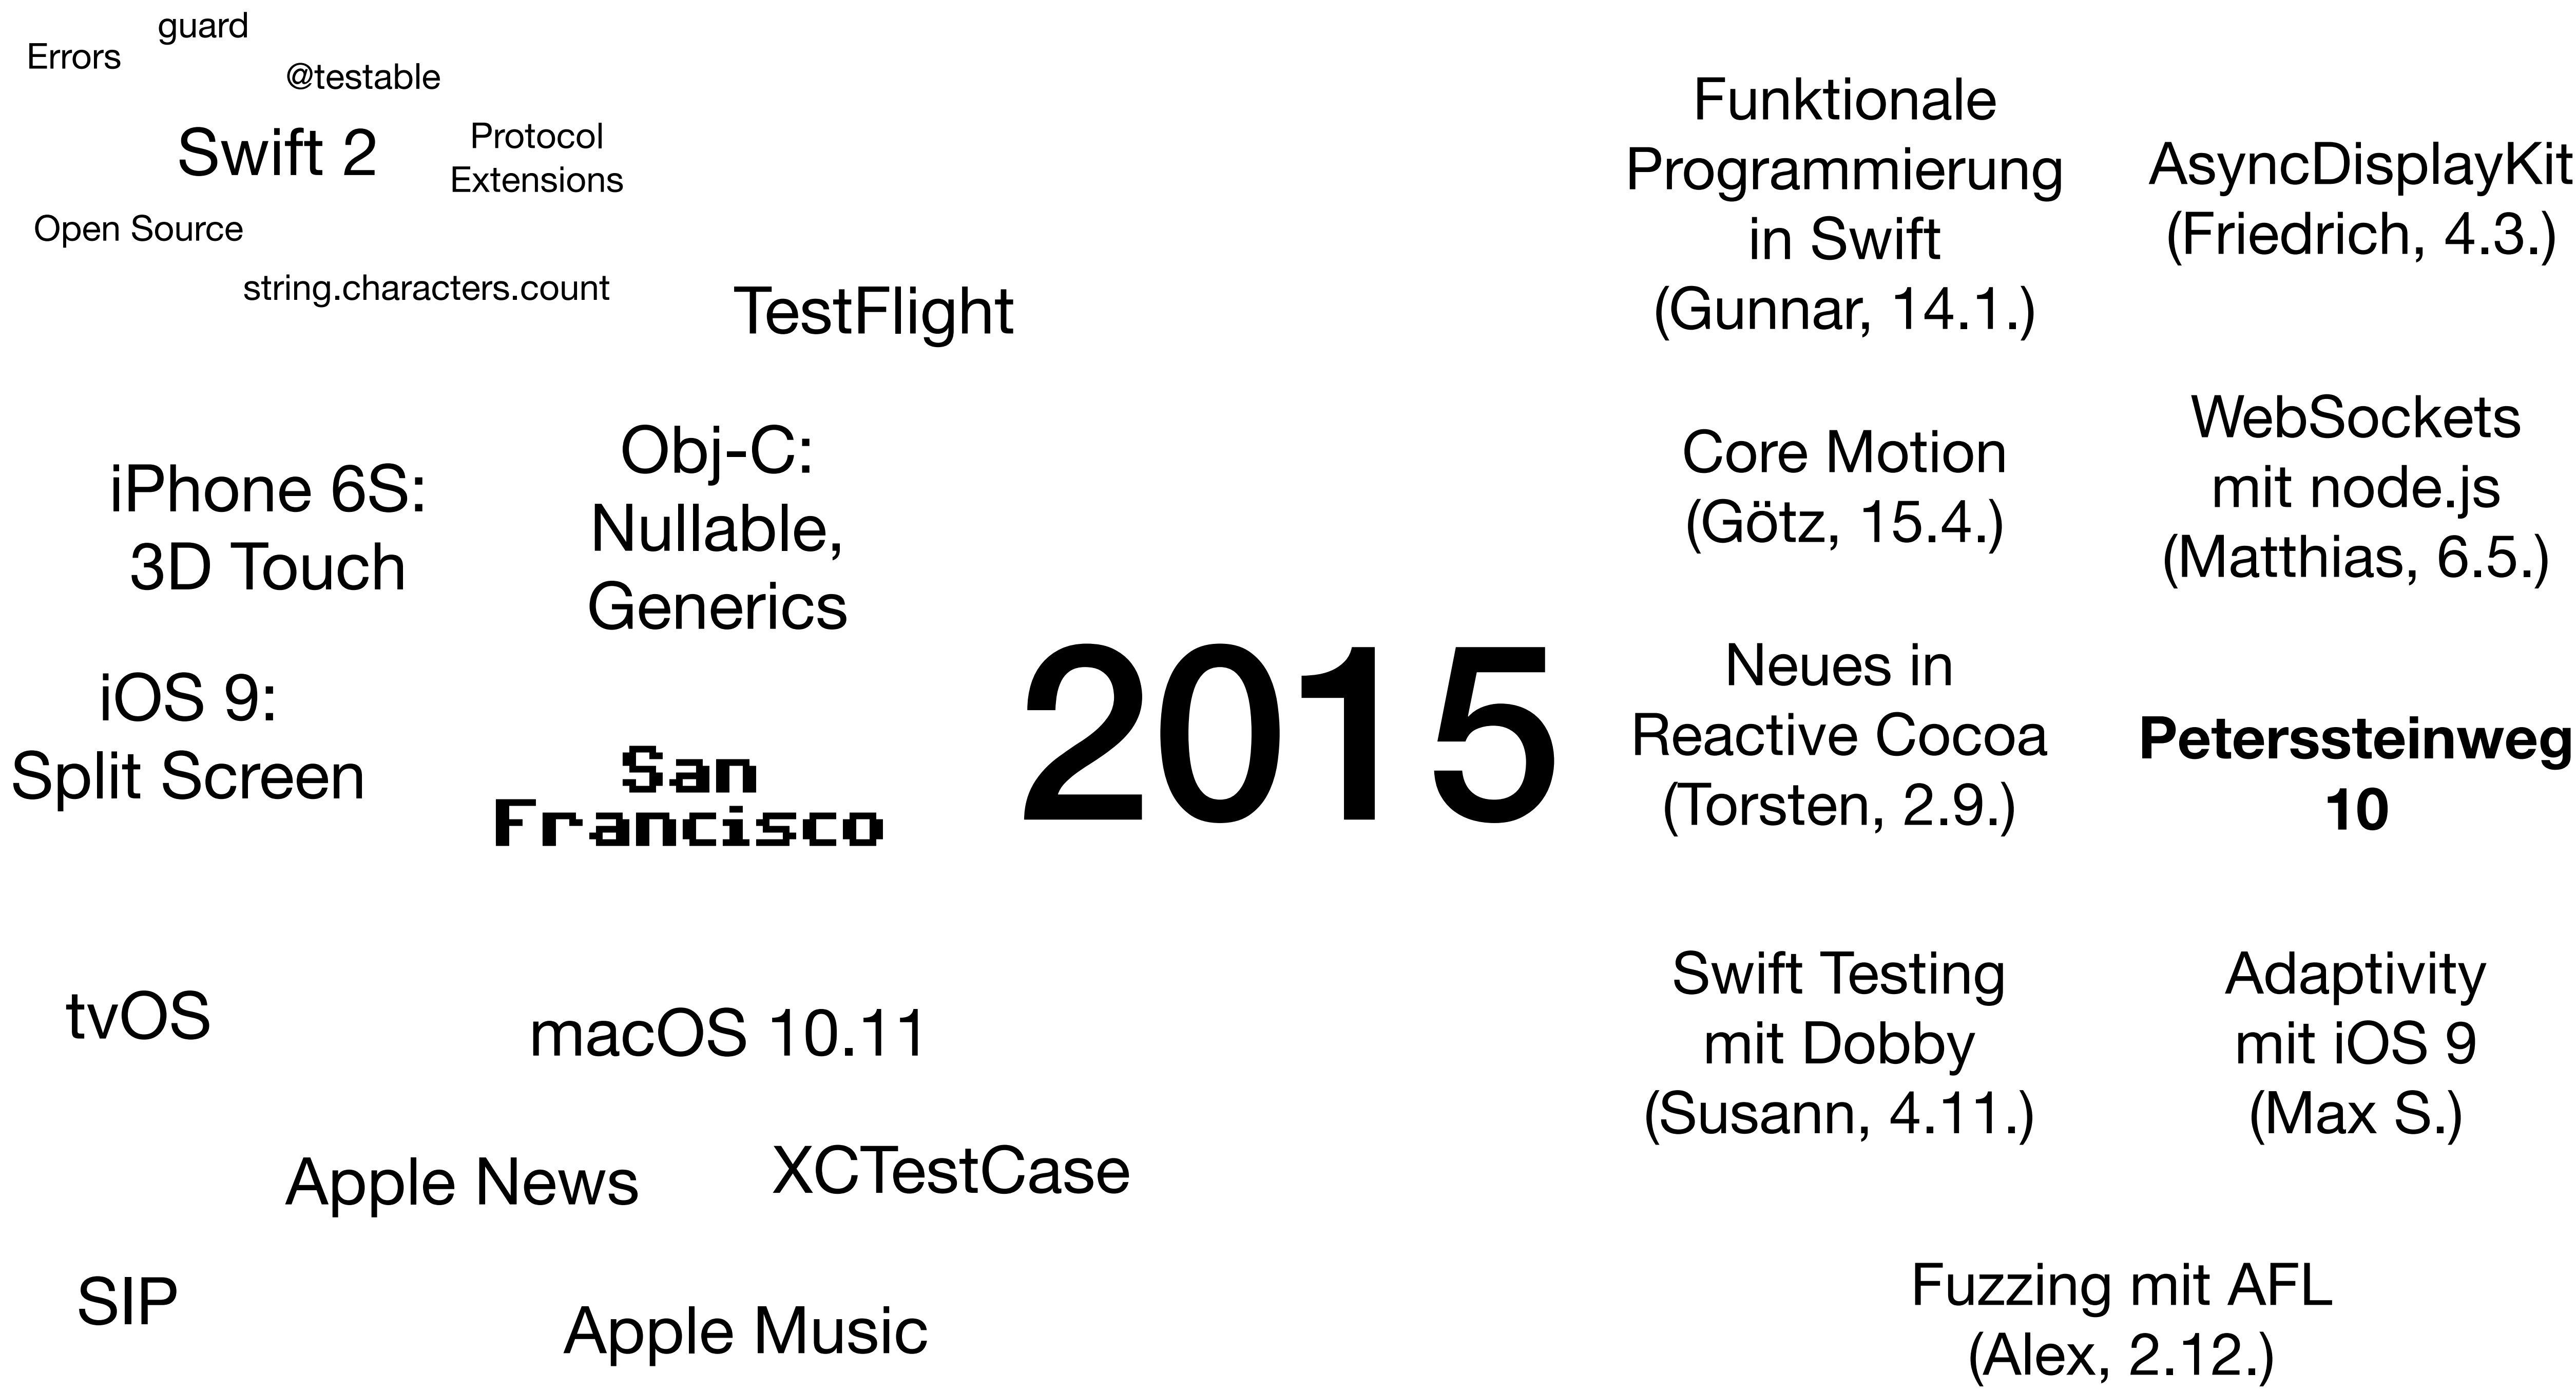 guard
Errors
@testable
Swift 2
Protocol
Extensions
Open Source
string.characters.count
TestFlight
iPhone 6S:
3D Touch
Obj-C:
Nullable,
Generics
iOS 9:
Split Screen
San
Francisco
tvOS
macOS 10.11
Apple News
XCTestCase
SIP
Apple Music
2015
Funktionale
Programmierung
in Swift
(Gunnar, 14.1.)
AsyncDisplayKit
(Friedrich, 4.3.)
Core Motion
(Götz, 15.4.)
WebSockets
mit node.js
(Matthias, 6.5.)
Neues in
Reactive Cocoa
(Torsten, 2.9.)
Peterssteinweg
10
Swift Testing
mit Dobby
(Susann, 4.11.)
Adaptivity
mit iOS 9
(Max S.)
Fuzzing mit AFL
(Alex, 2.12.)